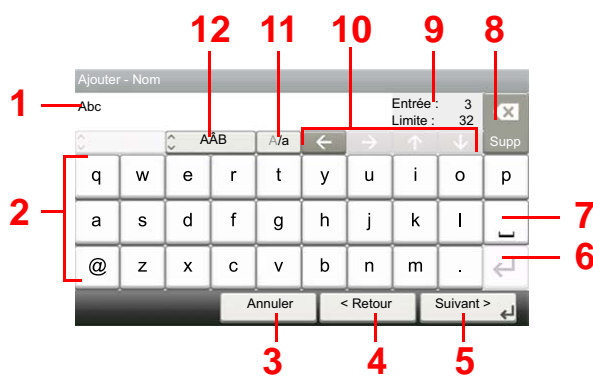 12 11 10 9 8
Ajouter - Nom
1 Abc Entrée : 3
Limite : 32
AÂB A/a ← → ↑ ↓ Supp
q w e r t y u i o p
2 a s d f g h j k l 7
@ z x c v b n m . 6
Annuler < Retour Suivant >
3 4 5